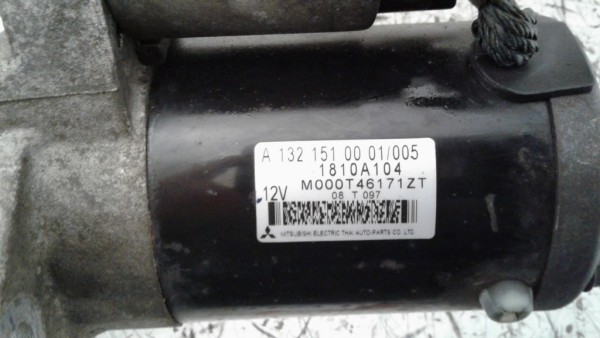 A 132 151 00 01/005
1810A104
M000T46171ZT
12V
08 T 097
MITSUBISHI ELECTRIC THAI AUTO-PARTS CO. LTD.